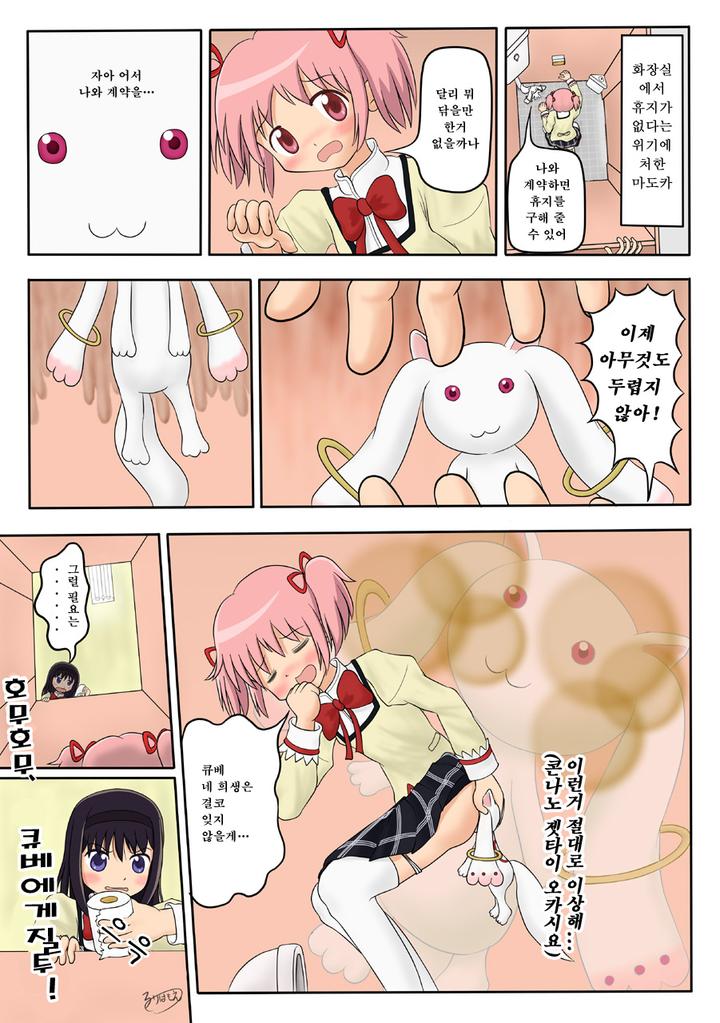 화장실
에서
휴지가
없다는
위기에
처한
마도카
나와
계약하면
휴지를
구해 줄
수 있어
달리 뭐
닦을만
한거
없을까나
자아 어서
나와 계약을…
이제
아무것도
두렵지
않아!
큐베
네 희생은
결코
잊지
않을게…
이런거 절대로 이상해…
(콘나노 젯타이 오카시요)
그럴 필요는
호무호무,
큐베에게 질투!